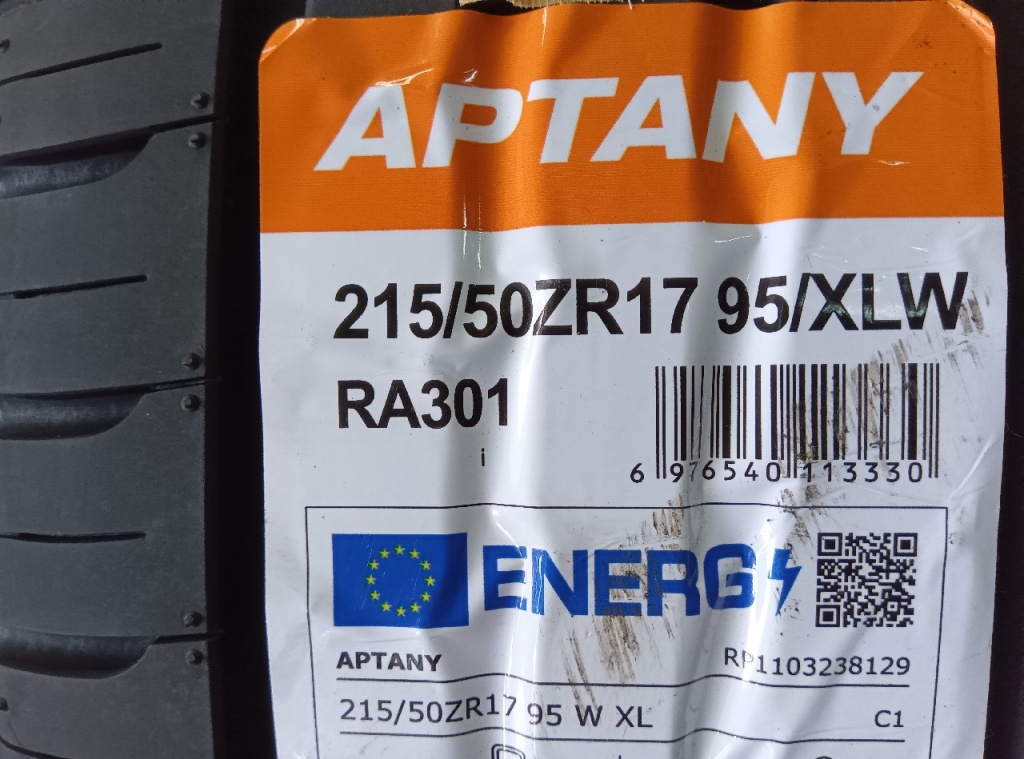 APTANY
215/50ZR17 95/XLW
RA301
i
6 976540 113330
ENERG
APTANY RP1103238129
215/50ZR17 95 W XL C1